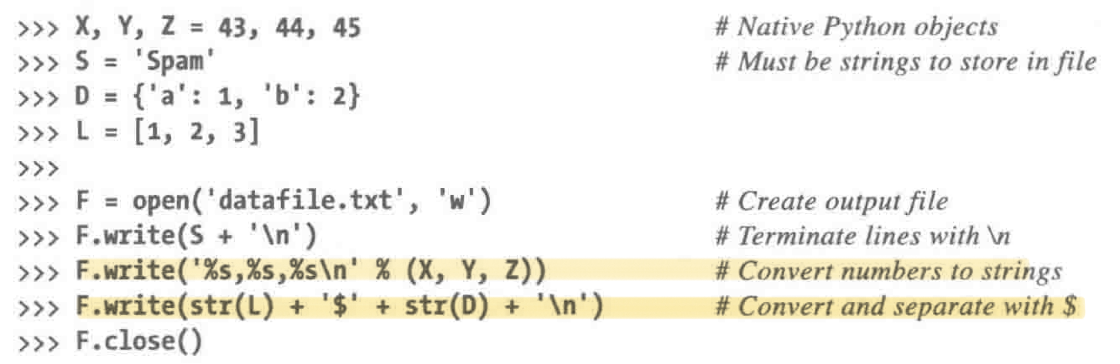 >>> X, Y, Z = 43, 44, 45 # Native Python objects
>>> S = 'Spam' # Must be strings to store in file
>>> D = {'a': 1, 'b': 2}
>>> L = [1, 2, 3]
>>>
>>> F = open('datafile.txt', 'w') # Create output file
>>> F.write(S + '\n') # Terminate lines with \n
>>> F.write('%s,%s,%s\n' % (X, Y, Z)) # Convert numbers to strings
>>> F.write(str(L) + '$' + str(D) + '\n') # Convert and separate with $
>>> F.close()